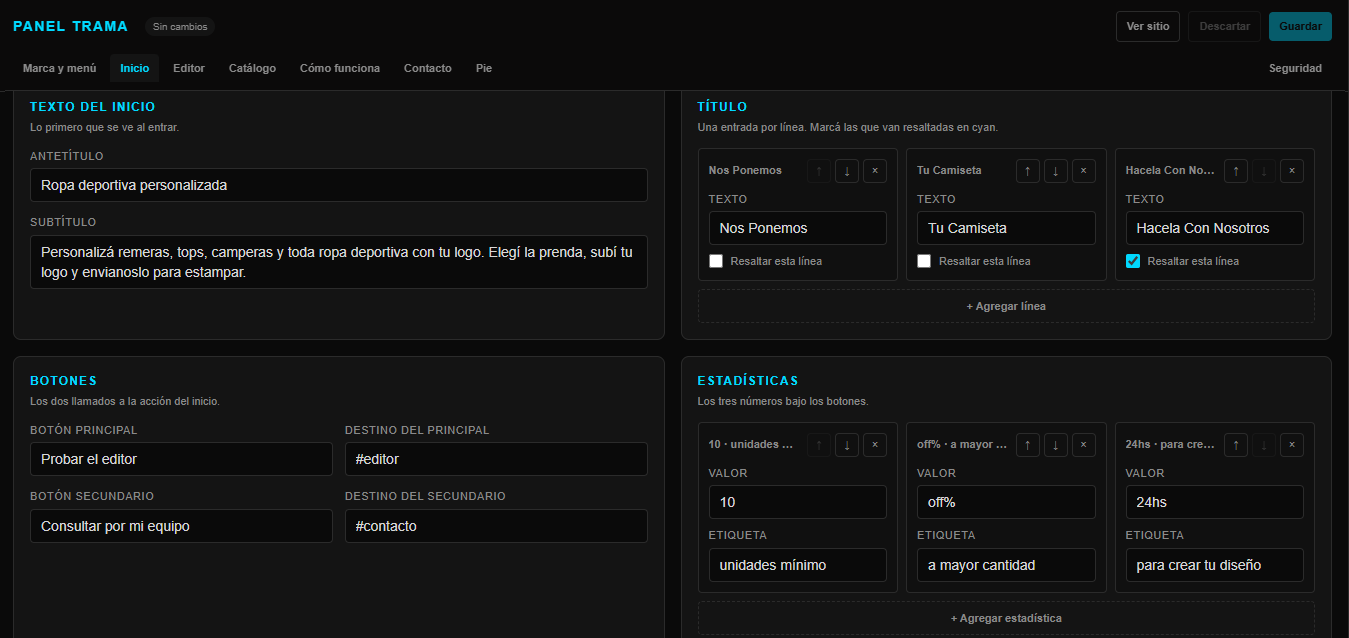 PANEL TRAMA
Sin cambios
Ver sitio
Descartar
Guardar
Marca y menú
Inicio
Editor
Catálogo
Cómo funciona
Contacto
Pie
Seguridad
TEXTO DEL INICIO
Lo primero que se ve al entrar.
ANTETÍTULO
Ropa deportiva personalizada
SUBTÍTULO
Personalizá remeras, tops, camperas y toda ropa deportiva con tu logo. Elegí la prenda, subí tu
logo y envianoslo para estampar.
TÍTULO
Una entrada por línea. Marcá las que van resaltadas en cyan.
Nos Ponemos ↑ ↓ ×
TEXTO
Nos Ponemos
Resaltar esta línea
Tu Camiseta ↑ ↓ ×
TEXTO
Tu Camiseta
Resaltar esta línea
Hacela Con No... ↑ ↓ ×
TEXTO
Hacela Con Nosotros
Resaltar esta línea
+ Agregar línea
BOTONES
Los dos llamados a la acción del inicio.
BOTÓN PRINCIPAL
Probar el editor
DESTINO DEL PRINCIPAL
#editor
BOTÓN SECUNDARIO
Consultar por mi equipo
DESTINO DEL SECUNDARIO
#contacto
ESTADÍSTICAS
Los tres números bajo los botones.
10 · unidades ... ↑ ↓ ×
VALOR
10
ETIQUETA
unidades mínimo
off% · a mayor ... ↑ ↓ ×
VALOR
off%
ETIQUETA
a mayor cantidad
24hs · para cre... ↑ ↓ ×
VALOR
24hs
ETIQUETA
para crear tu diseño
+ Agregar estadística